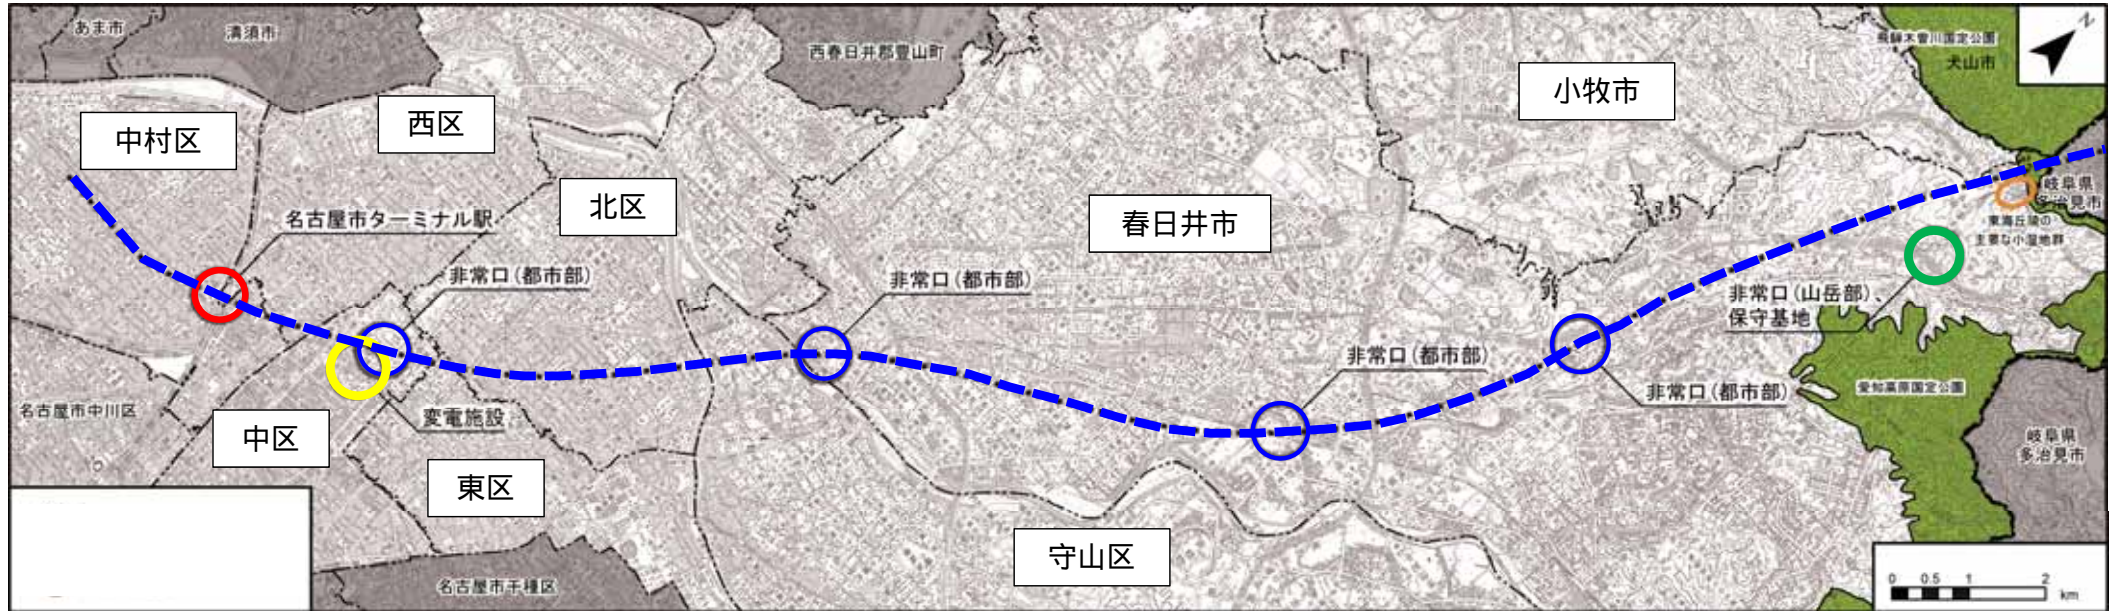 あま市
清須市
西春日井郡豊山町
飛騨木曽川国定公園
犬山市
N
中村区
西区
小牧市
北区
春日井市
岐阜県
多治見市
東海丘陵の
主要な小湿地群
名古屋市ターミナル駅
非常口(都市部)
非常口(都市部)
非常口(山岳部)、
保守基地
非常口(都市部)
非常口(都市部)
愛知高原国定公園
名古屋市中川区
変電施設
中区
岐阜県
多治見市
東区
守山区
名古屋市千種区
0 0.5 1 2
km